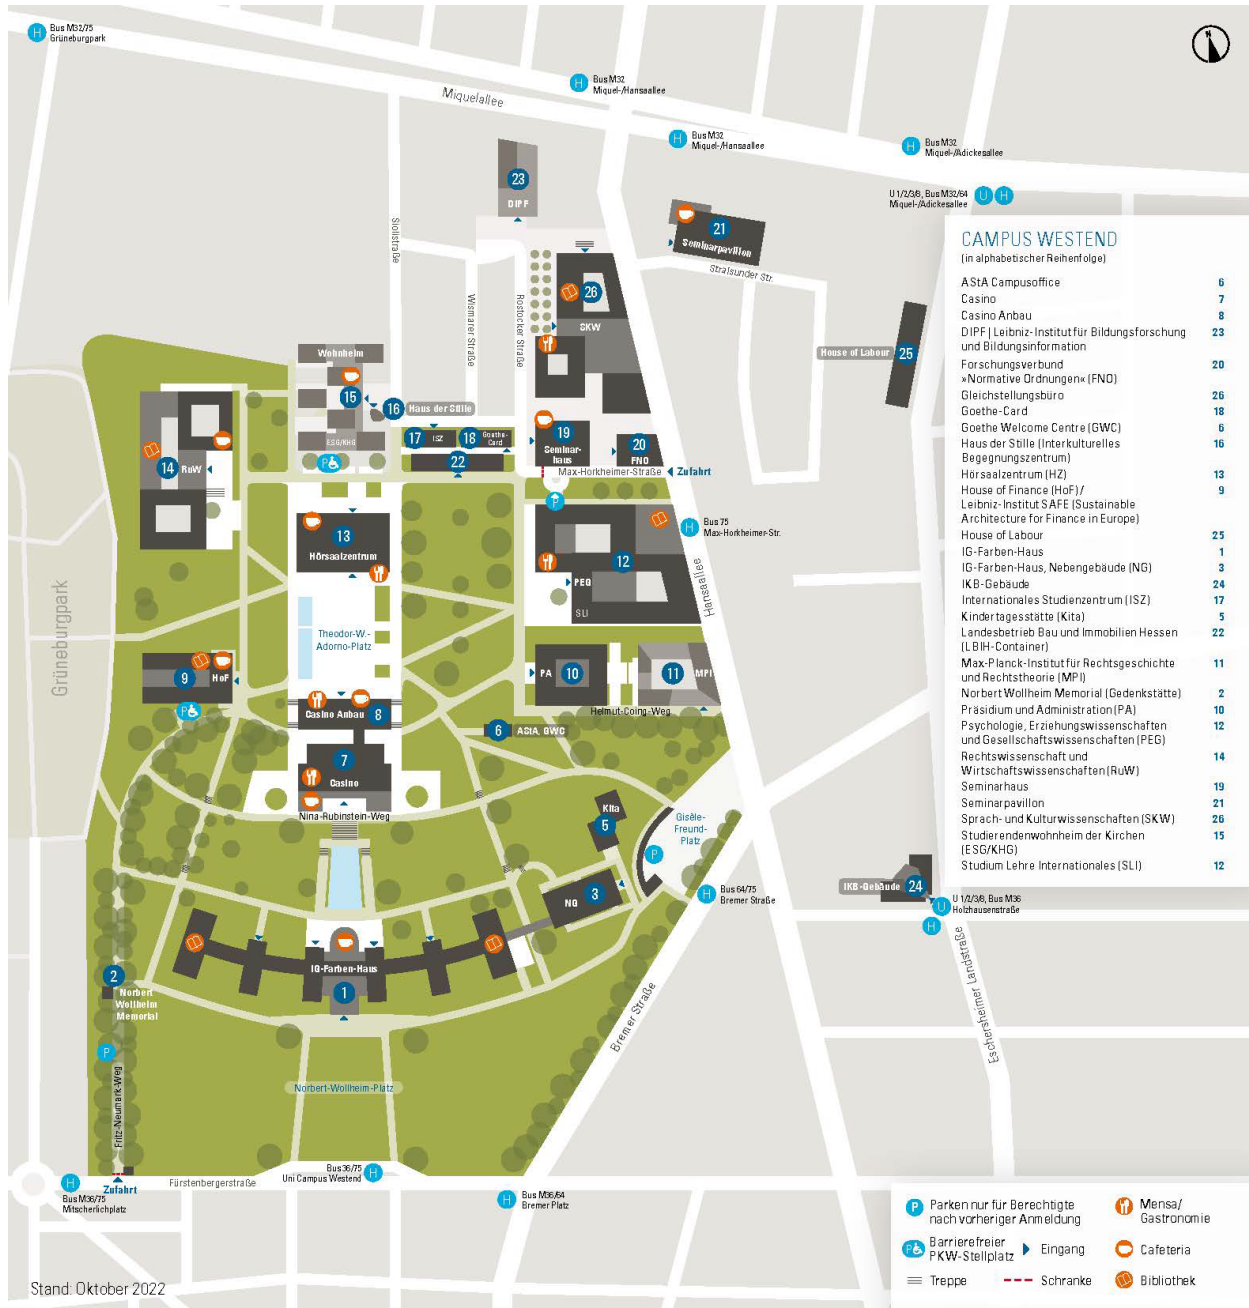 Bus M32/75
Grüneburgpark
N
Bus M32
Miquel-/Hansaallee
Miquelallee
Bus M32
Miquel-/Hansaallee
Bus M32
Miquel-/Adickesallee
U 1/2/3/8, Bus M32/64
Miquel-/Adickesallee
23
DIPF
21
Seminarpavillon
Stralsunder Str.
Siolistraße
Wismarer Straße
Rostocker Straße
26
SKW
House of Labour
25
Wohnheim
15
ESG/KHG
16
Haus der Stille
17
ISZ
18
Goethe-
Card
22
19
Seminar-
haus
20
FNO
Max-Horkheimer-Straße
Zufahrt
14
RuW
13
Hörsaalzentrum
Bus 75
Max-Horkheimer-Str.
12
PEG
SLI
Hansaallee
Grüneburgpark
Theodor-W.-
Adorno-Platz
9
HoF
PA
10
11
MPI
Helmut-Coing-Weg
Casino Anbau
8
6
AStA, GWC
7
Casino
Nina-Rubinstein-Weg
Kita
5
Gisèle-
Freund-
Platz
3
NG
Bus 64/75
Bremer Straße
IKB-Gebäude
24
U 1/2/3/8, Bus M36
Holzhausenstraße
IG-Farben-Haus
1
2
Norbert
Wollheim
Memorial
Bremer Straße
Eschersheimer Landstraße
Fritz-Neumark-Weg
Norbert-Wollheim-Platz
Zufahrt
Fürstenbergerstraße
Bus 36/75
Uni Campus Westend
Bus M36/75
Mitscherlichplatz
Bus M36/64
Bremer Platz
Stand: Oktober 2022
CAMPUS WESTEND
(in alphabetischer Reihenfolge)
AStA Campusoffice 6
Casino 7
Casino Anbau 8
DIPF | Leibniz-Institut für Bildungsforschung 23
und Bildungsinformation
Forschungsverbund 20
»Normative Ordnungen« (FNO)
Gleichstellungsbüro 26
Goethe-Card 18
Goethe Welcome Centre (GWC) 6
Haus der Stille (Interkulturelles 16
Begegnungszentrum)
Hörsaalzentrum (HZ) 13
House of Finance (HoF) / 9
Leibniz-Institut SAFE (Sustainable
Architecture for Finance in Europe)
House of Labour 25
IG-Farben-Haus 1
IG-Farben-Haus, Nebengebäude (NG) 3
IKB-Gebäude 24
Internationales Studienzentrum (ISZ) 17
Kindertagesstätte (Kita) 5
Landesbetrieb Bau und Immobilien Hessen 22
(LBIH-Container)
Max-Planck-Institut für Rechtsgeschichte 11
und Rechtstheorie (MPI)
Norbert Wollheim Memorial (Gedenkstätte) 2
Präsidium und Administration (PA) 10
Psychologie, Erziehungswissenschaften 12
und Gesellschaftswissenschaften (PEG)
Rechtswissenschaft und 14
Wirtschaftswissenschaften (RuW)
Seminarhaus 19
Seminarpavillon 21
Sprach- und Kulturwissenschaften (SKW) 26
Studierendenwohnheim der Kirchen 15
(ESG/KHG)
Studium Lehre Internationales (SLI) 12
P Parken nur für Berechtigte
nach vorheriger Anmeldung
Mensa/
Gastronomie
P Barrierefreier
PKW-Stellplatz
Eingang
Cafeteria
Treppe
Schranke
Bibliothek